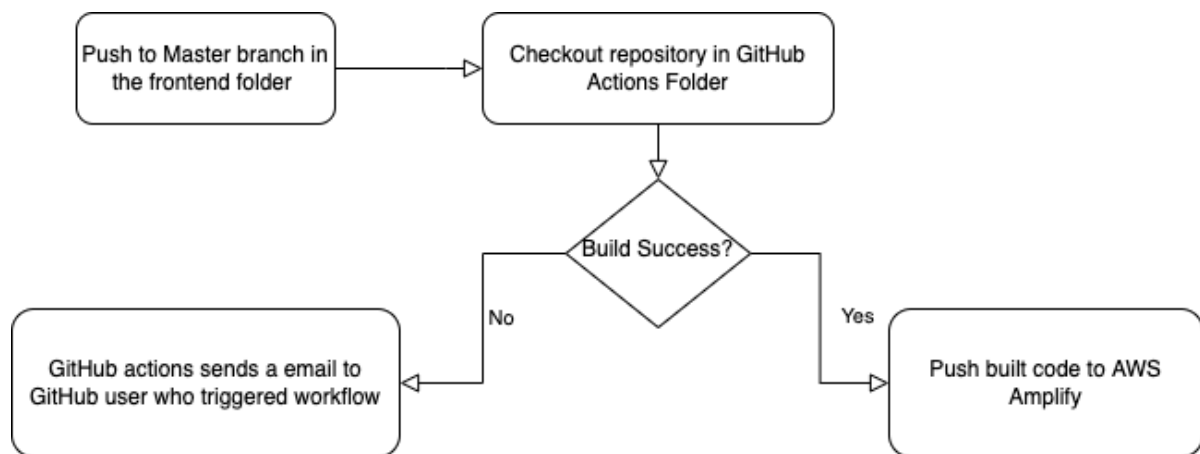 Push to Master branch in
the frontend folder
Checkout repository in GitHub
Actions Folder
Build Success?
No
Yes
GitHub actions sends a email to
GitHub user who triggered workflow
Push built code to AWS
Amplify